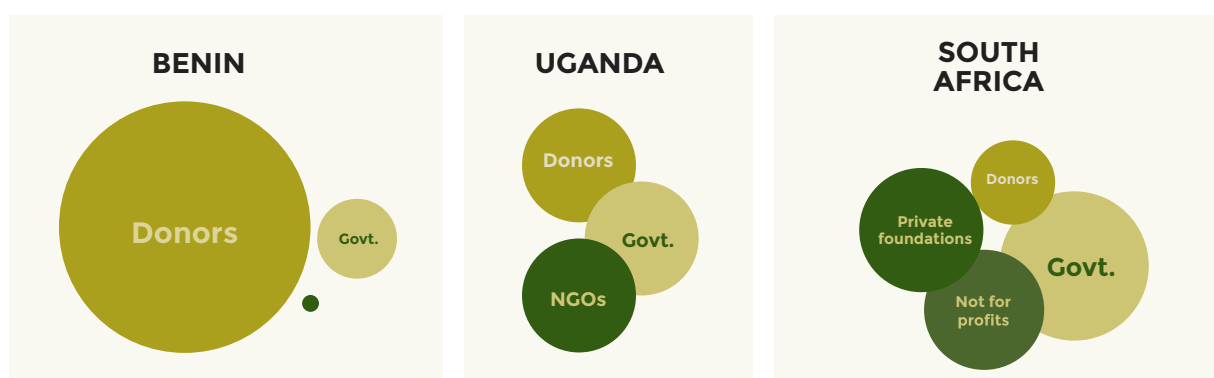 BENIN
Donors
Govt.
UGANDA
Donors
Govt.
NGOs
SOUTH
AFRICA
Donors
Private
foundations
Govt.
Not for
profits